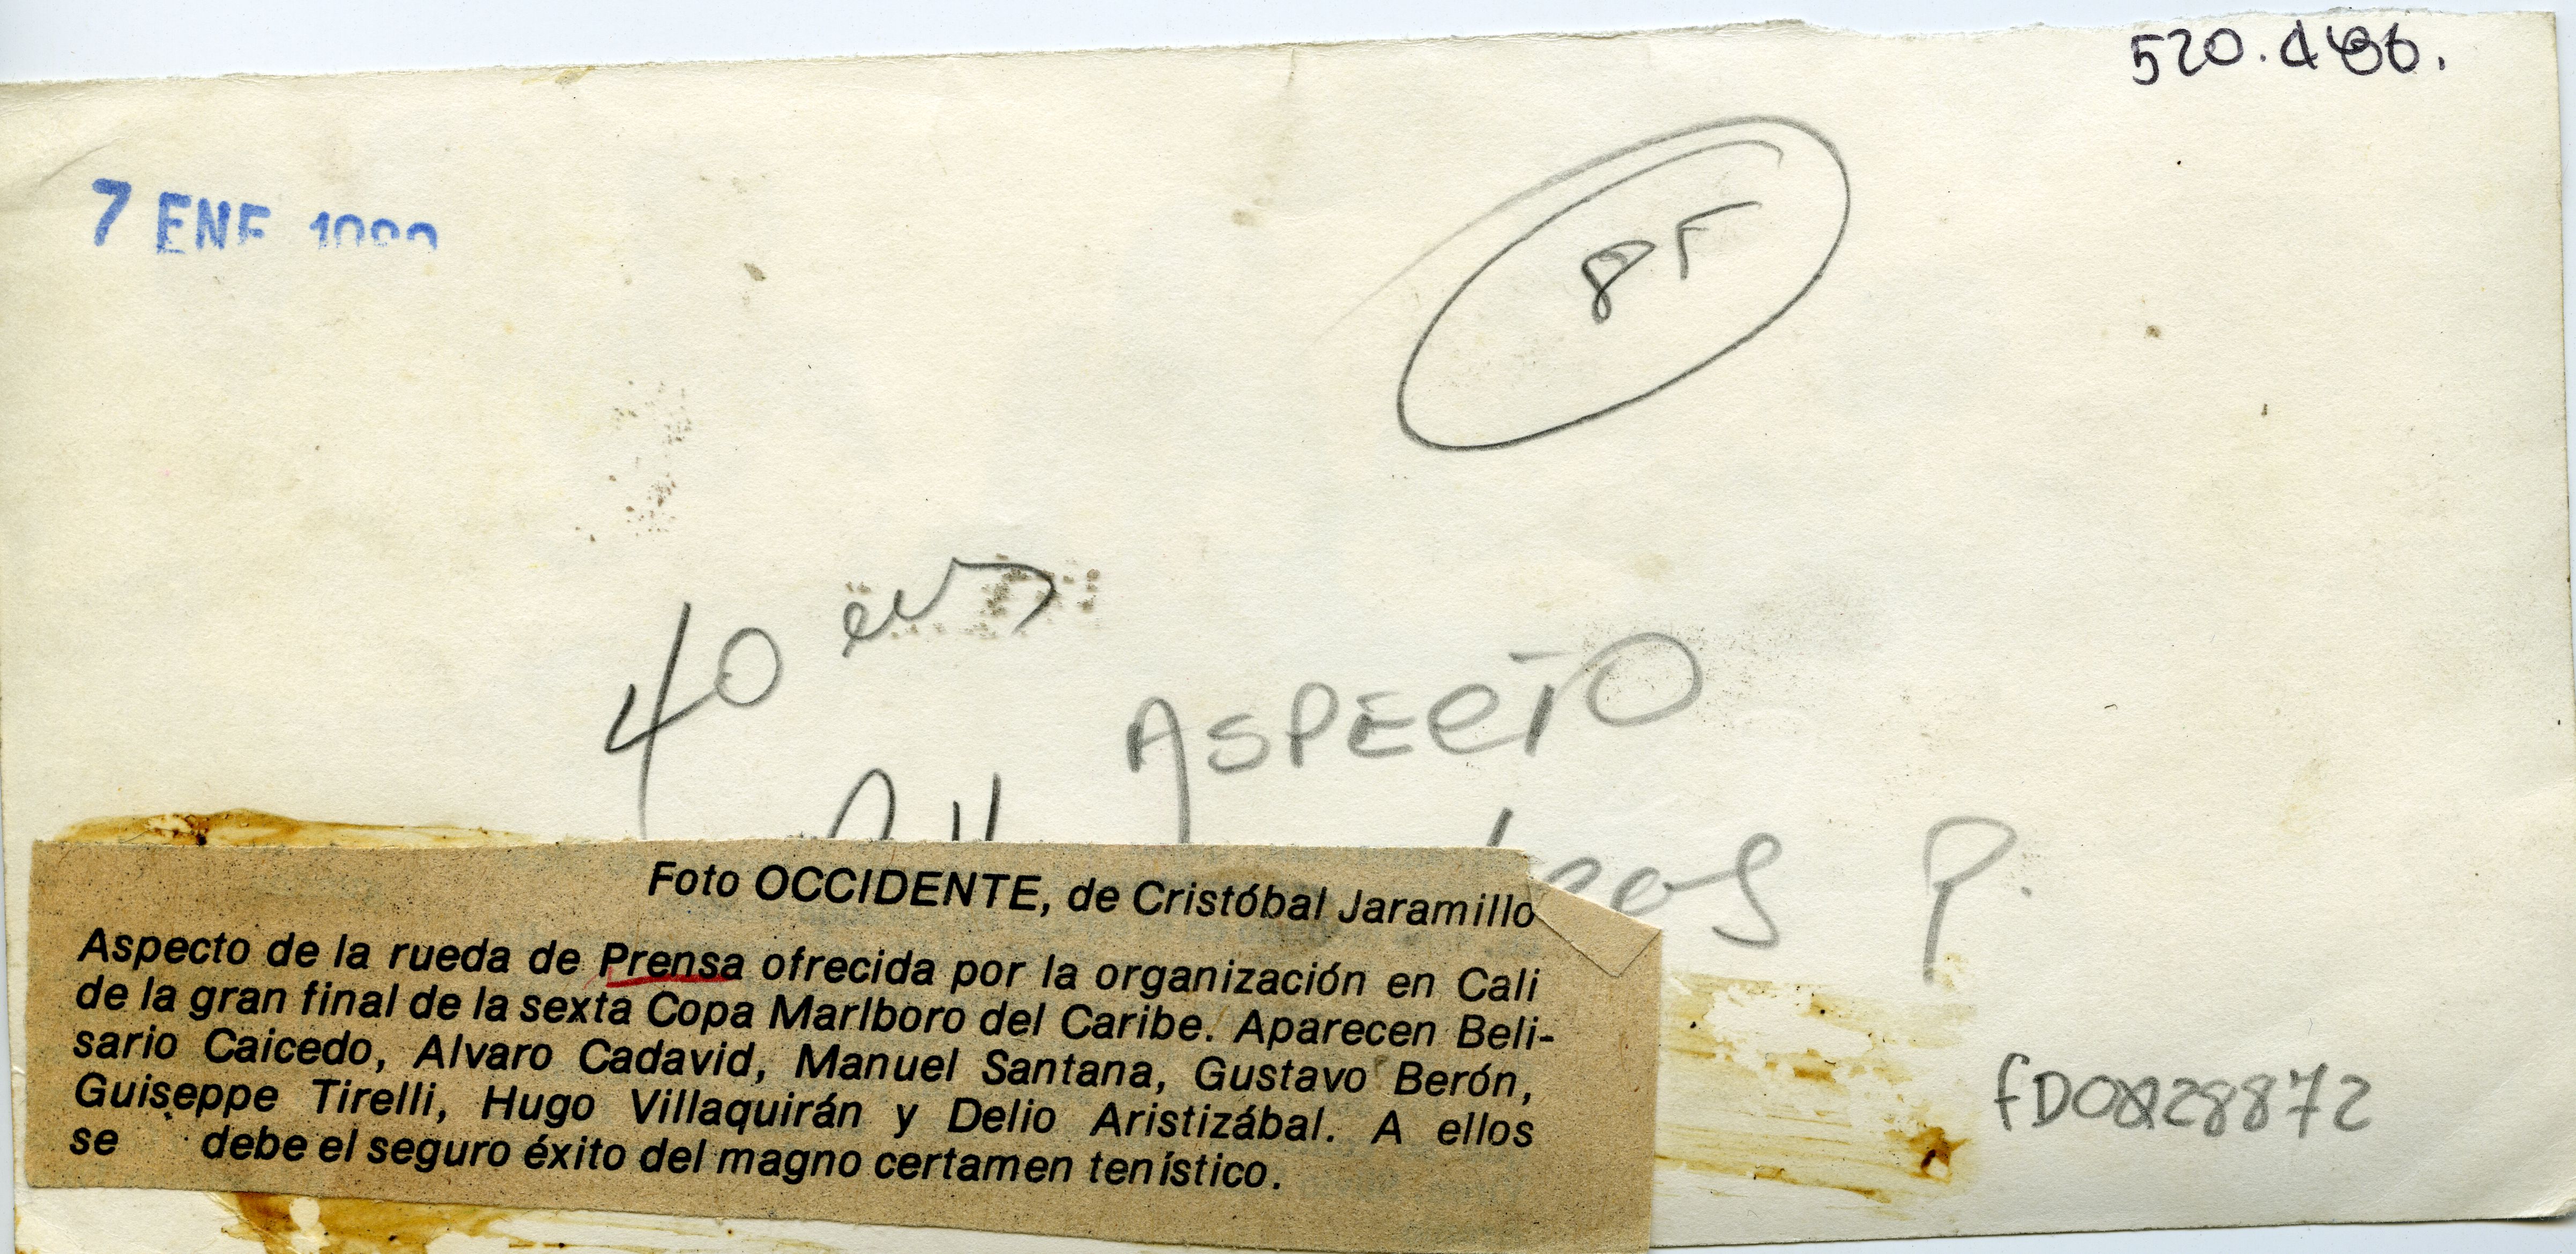 520.486.
7 ENE
8F
40
ASPECTO
P.
Foto OCCIDENTE, de Cristóbal Jaramillo
Aspecto de la rueda de Prensa ofrecida por la organización en Cali
de la gran final de la sexta Copa Marlboro del Caribe. Aparecen Beli-
sario Caicedo, Alvaro Cadavid, Manuel Santana, Gustavo Berón,
Guiseppe Tirelli, Hugo Villaquirán y Delio Aristizábal. A ellos
se debe el seguro éxito del magno certamen tenístico.